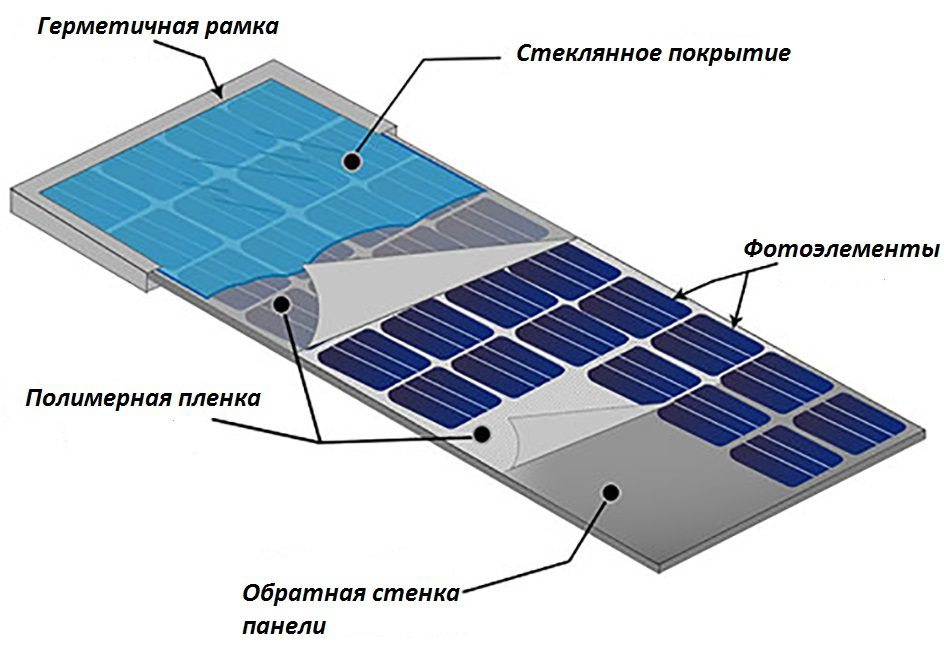 Герметичная рамка
Стеклянное покрытие
Фотоэлементы
Полимерная пленка
Обратная стенка
панели